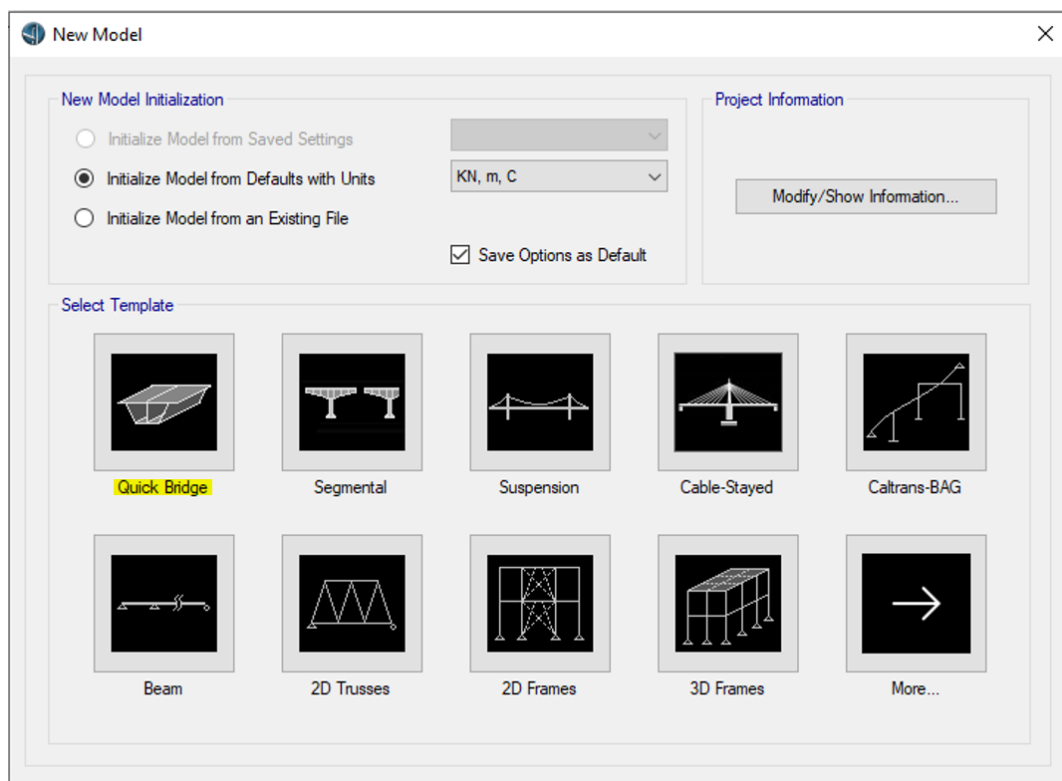 New Model
New Model Initialization
Initialize Model from Saved Settings
Initialize Model from Defaults with Units
KN, m, C
Initialize Model from an Existing File
Save Options as Default
Project Information
Modify/Show Information...
Select Template
Quick Bridge
Segmental
Suspension
Cable-Stayed
Caltrans-BAG
Beam
2D Trusses
2D Frames
3D Frames
More...